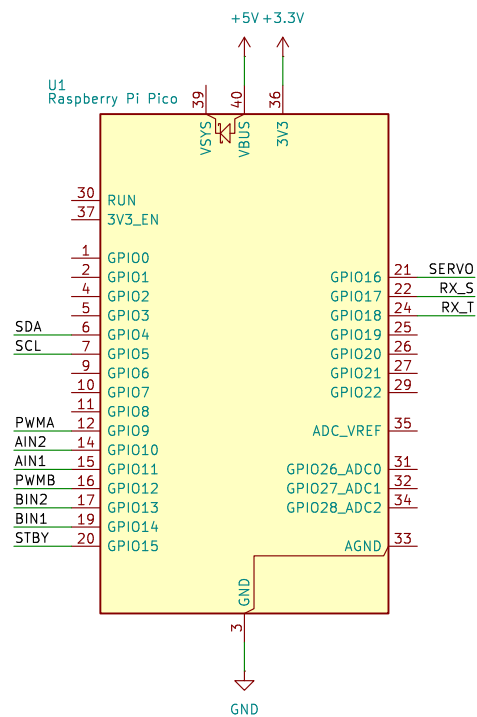 +5V +3.3V
U1
Raspberry Pi Pico
39 40 36
VSYS VBUS 3V3
30 RUN
37 3V3_EN
1 GPIO0
2 GPIO1 GPIO16 21 SERVO
4 GPIO2 GPIO17 22 RX_S
5 GPIO3 GPIO18 24 RX_T
SDA 6 GPIO4 GPIO19 25
SCL 7 GPIO5 GPIO20 26
9 GPIO6 GPIO21 27
10 GPIO7 GPIO22 29
11 GPIO8
PWMA 12 GPIO9 ADC_VREF 35
AIN2 14 GPIO10
AIN1 15 GPIO11 GPIO26_ADC0 31
PWMB 16 GPIO12 GPIO27_ADC1 32
BIN2 17 GPIO13 GPIO28_ADC2 34
BIN1 19 GPIO14
STBY 20 GPIO15 AGND 33
GND
3
GND